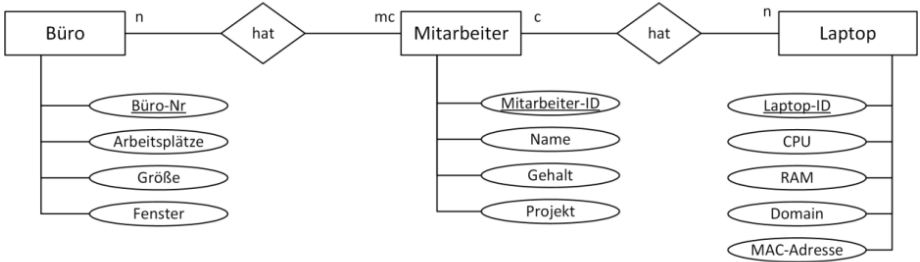 n
mc
c
n
Büro
hat
Mitarbeiter
hat
Laptop
Büro-Nr
Arbeitsplätze
Größe
Fenster
Mitarbeiter-ID
Name
Gehalt
Projekt
Laptop-ID
CPU
RAM
Domain
MAC-Adresse